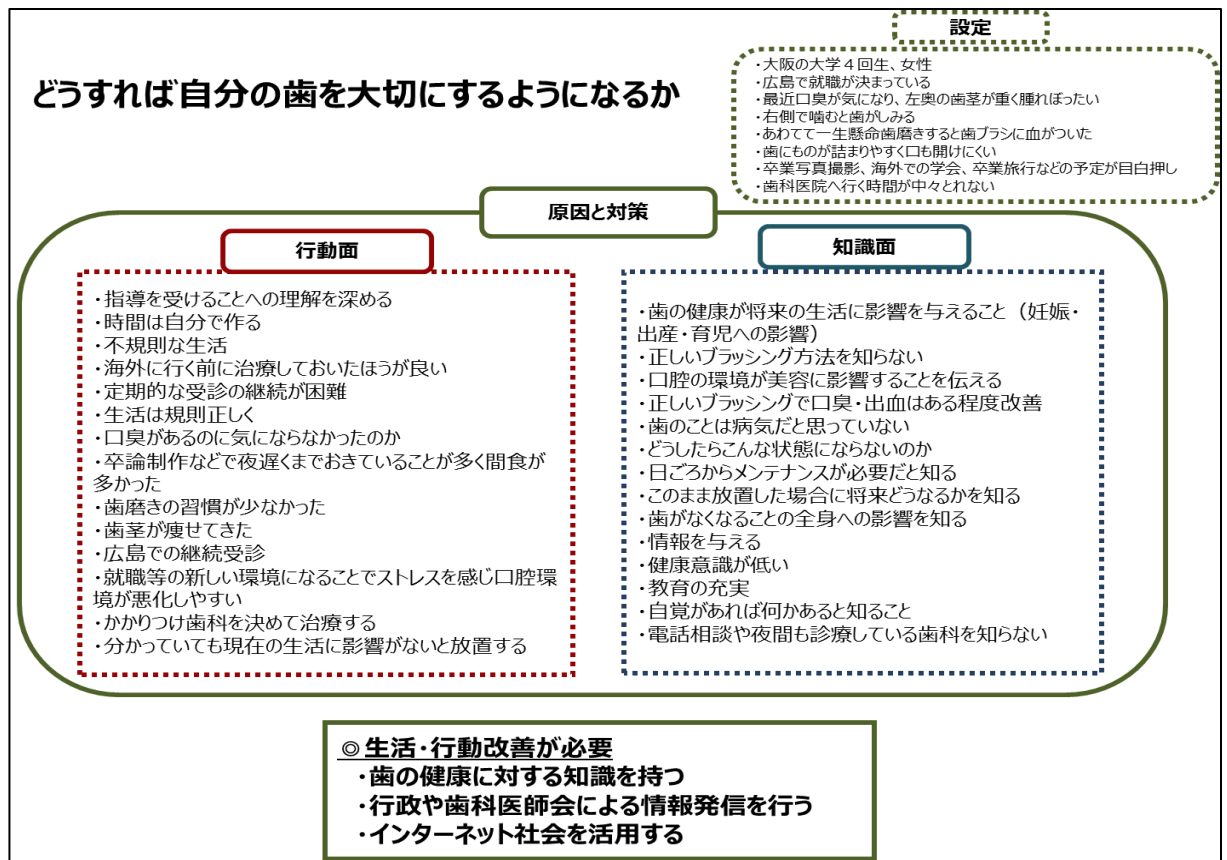 設定
どうすれば自分の歯を大切にするようになるか
・大阪の大学４回生、女性
・広島で就職が決まっている
・最近口臭が気になり、左奥の歯茎が重く腫れぼったい
・右側で噛むと歯がしみる
・あわてて一生懸命歯磨きすると歯ブラシに血がついた
・歯にものが詰まりやすく口も開けにくい
・卒業写真撮影、海外での学会、卒業旅行などの予定が目白押し
・歯科医院へ行く時間が中々とれない
原因と対策
行動面
・指導を受けることへの理解を深める
・時間は自分で作る
・不規則な生活
・海外に行く前に治療しておいたほうが良い
・定期的な受診の継続が困難
・生活は規則正しく
・口臭があるのに気にならなかったのか
・卒論制作などで夜遅くまでおきていることが多く間食が
多かった
・歯磨きの習慣が少なかった
・歯茎が痩せてきた
・広島での継続受診
・就職等の新しい環境になることでストレスを感じ口腔環
境が悪化しやすい
・かかりつけ歯科を決めて治療する
・分かっていても現在の生活に影響がないと放置する
知識面
・歯の健康が将来の生活に影響を与えること（妊娠・
出産・育児への影響）
・正しいブラッシング方法を知らない
・口腔の環境が美容に影響することを伝える
・正しいブラッシングで口臭・出血はある程度改善
・歯のことは病気だと思っていない
・どうしたらこんな状態にならないのか
・日ごろからメンテナンスが必要だと知る
・このまま放置した場合に将来どうなるかを知る
・歯がなくなることの全身への影響を知る
・情報を与える
・健康意識が低い
・教育の充実
・自覚があれば何かあると知ること
・電話相談や夜間も診療している歯科を知らない
◎生活・行動改善が必要
・歯の健康に対する知識を持つ
・行政や歯科医師会による情報発信を行う
・インターネット社会を活用する